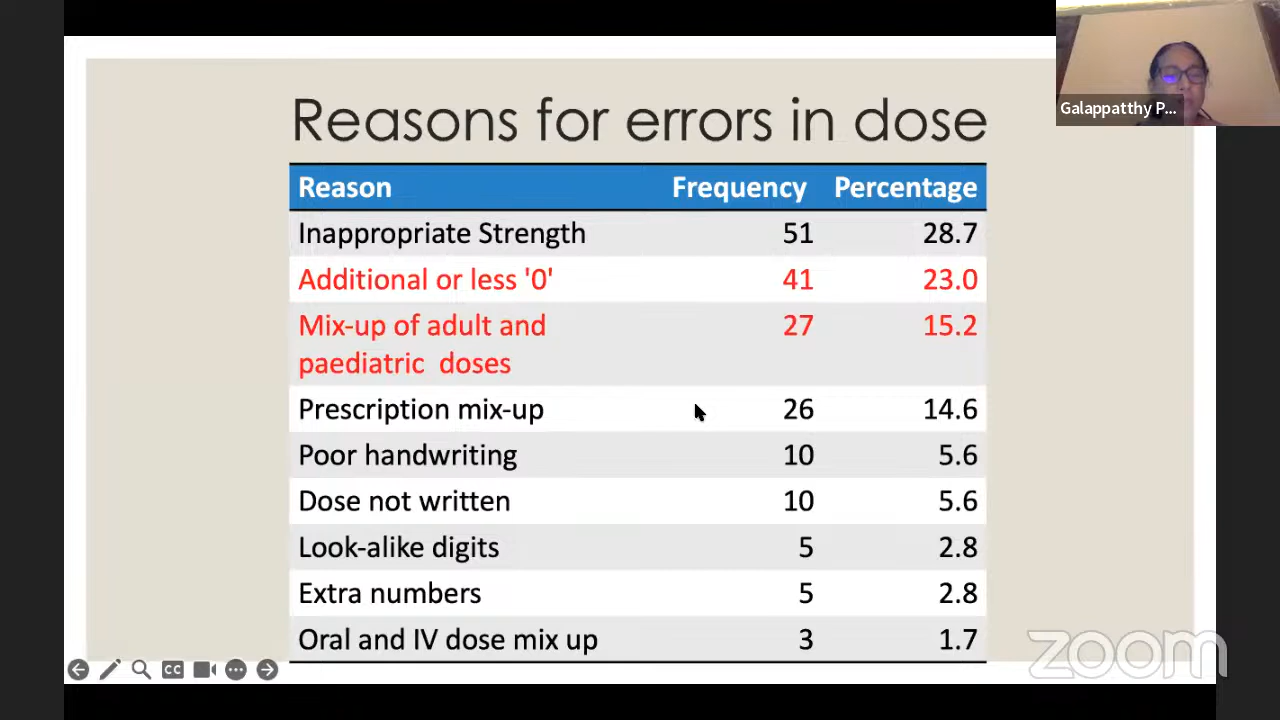 Galappatthy P...
Reasons for errors in dose
Reason Frequency Percentage
Inappropriate Strength 51 28.7
Additional or less '0' 41 23.0
Mix-up of adult and 27 15.2
paediatric doses
Prescription mix-up 26 14.6
Poor handwriting 10 5.6
Dose not written 10 5.6
Look-alike digits 5 2.8
Extra numbers 5 2.8
Oral and IV dose mix up 3 1.7
CC
zoom